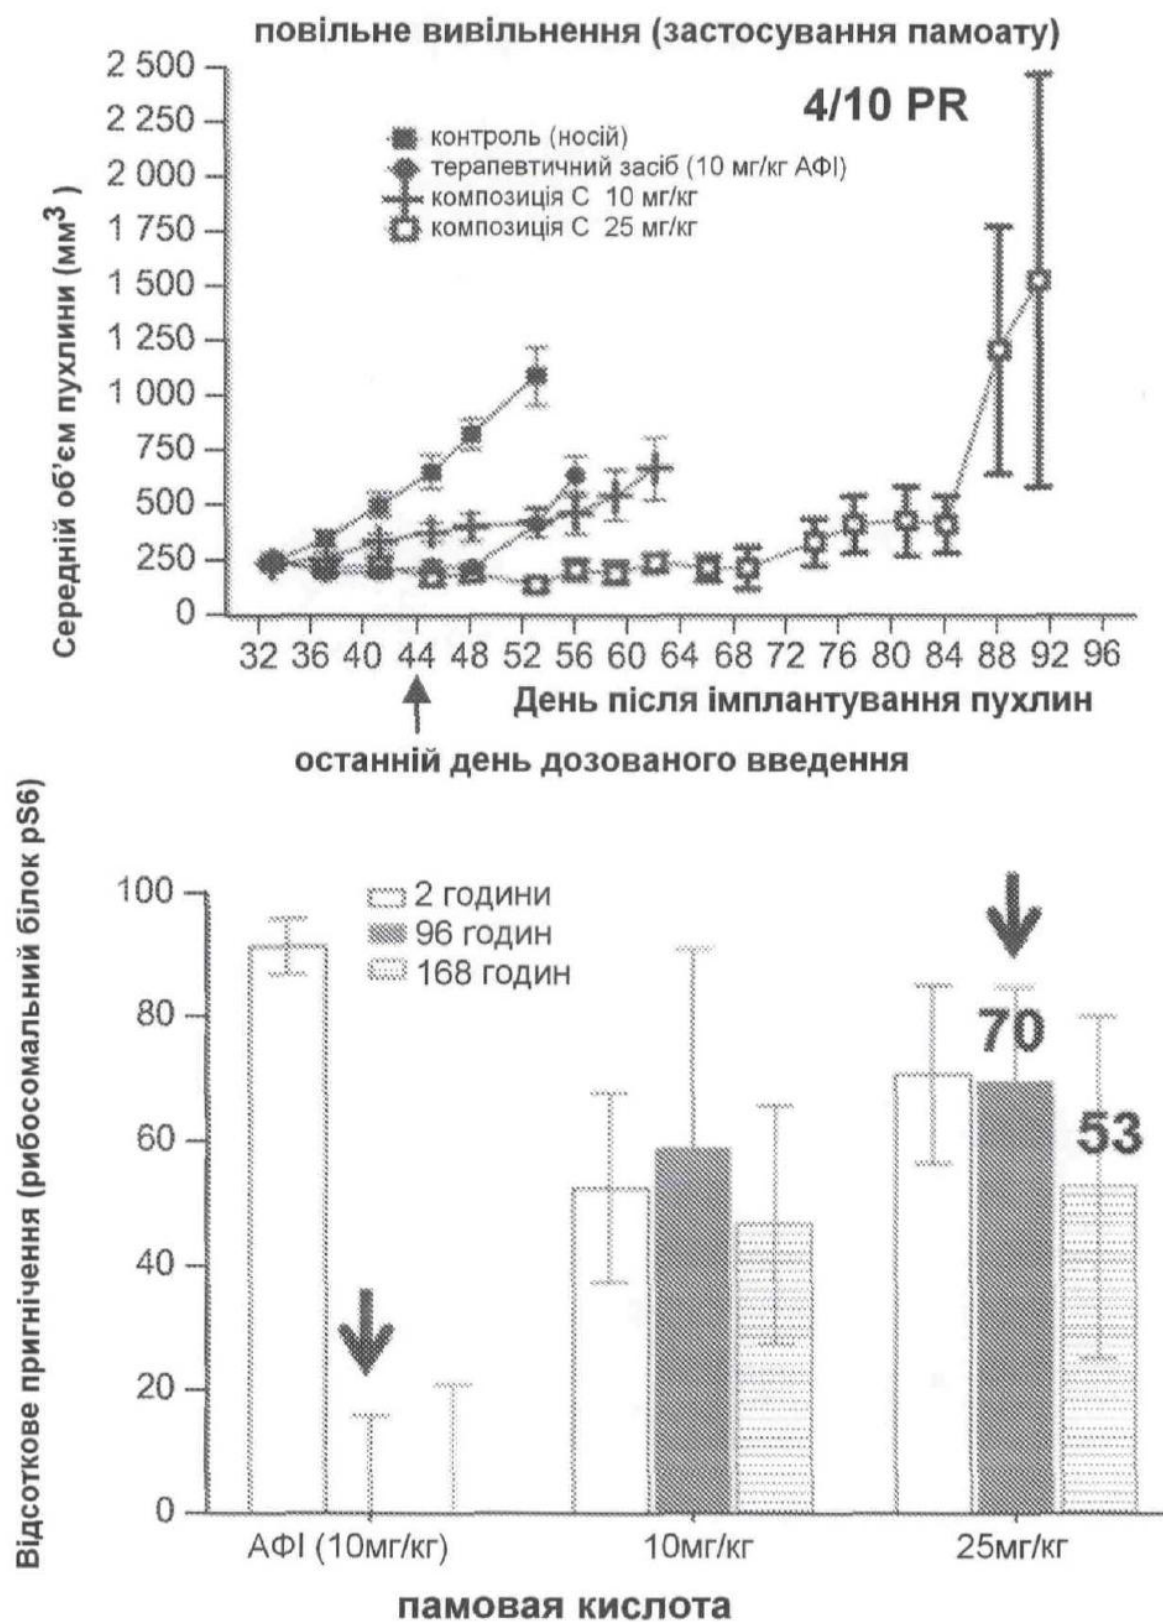 повільне вивільнення (застосування памоату)
2 500
2 250
2 000
1 750
1 500
1 250
1 000
750
500
250
0
Середній об'єм пухлини (мм³ )
4/10 PR
контроль (носій)
терапевтичний засіб (10 мг/кг АФІ)
композиція С 10 мг/кг
композиція С 25 мг/кг
32 36 40 44 48 52 56 60 64 68 72 76 80 84 88 92 96
День після імплантування пухлин
останній день дозованого введення
Відсоткове пригнічення (рибосомальний білок pS6)
100
80
60
40
20
0
2 години
96 годин
168 годин
70
53
АФІ (10мг/кг) 10мг/кг 25мг/кг
памовая кислота